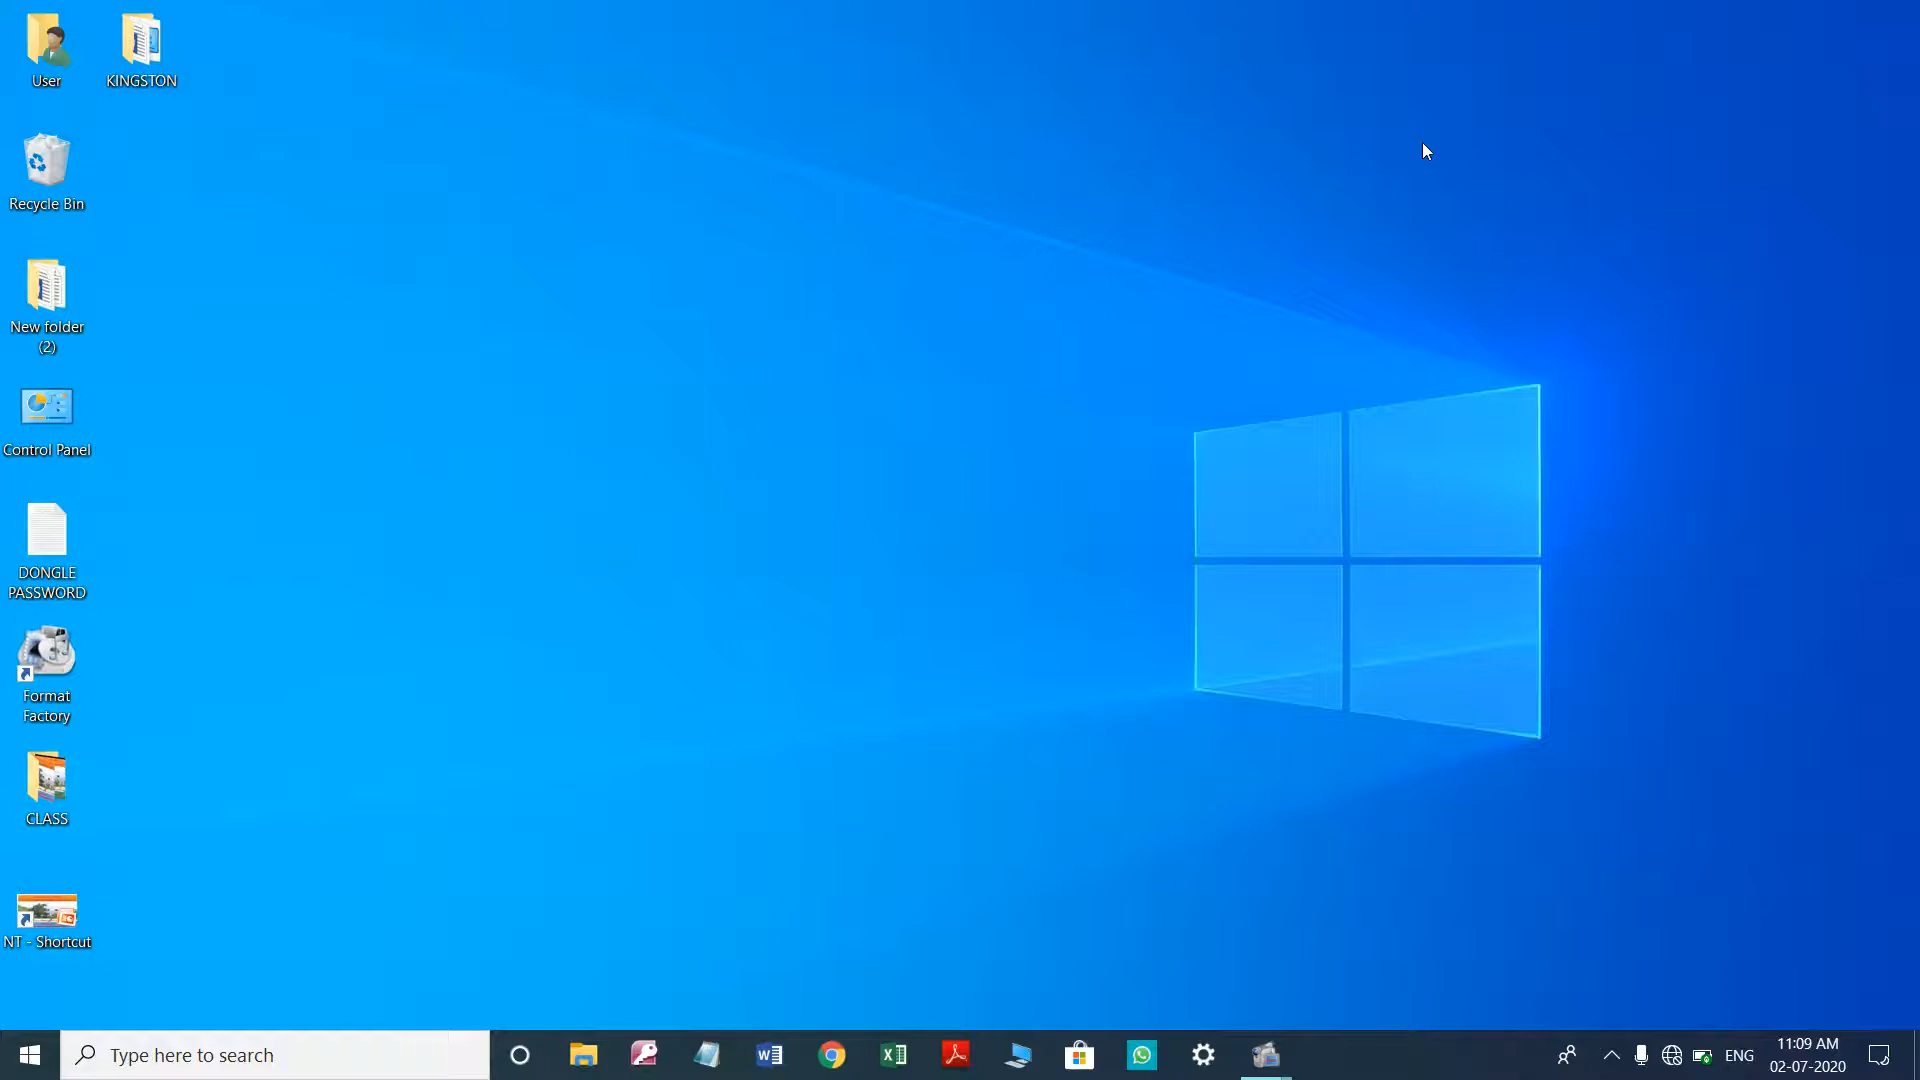 User
KINGSTON
Recycle Bin
New folder
(2)
Control Panel
DONGLE
PASSWORD
Format
Factory
CLASS
NT - Shortcut
Type here to search
ENG
11:09 AM
02-07-2020